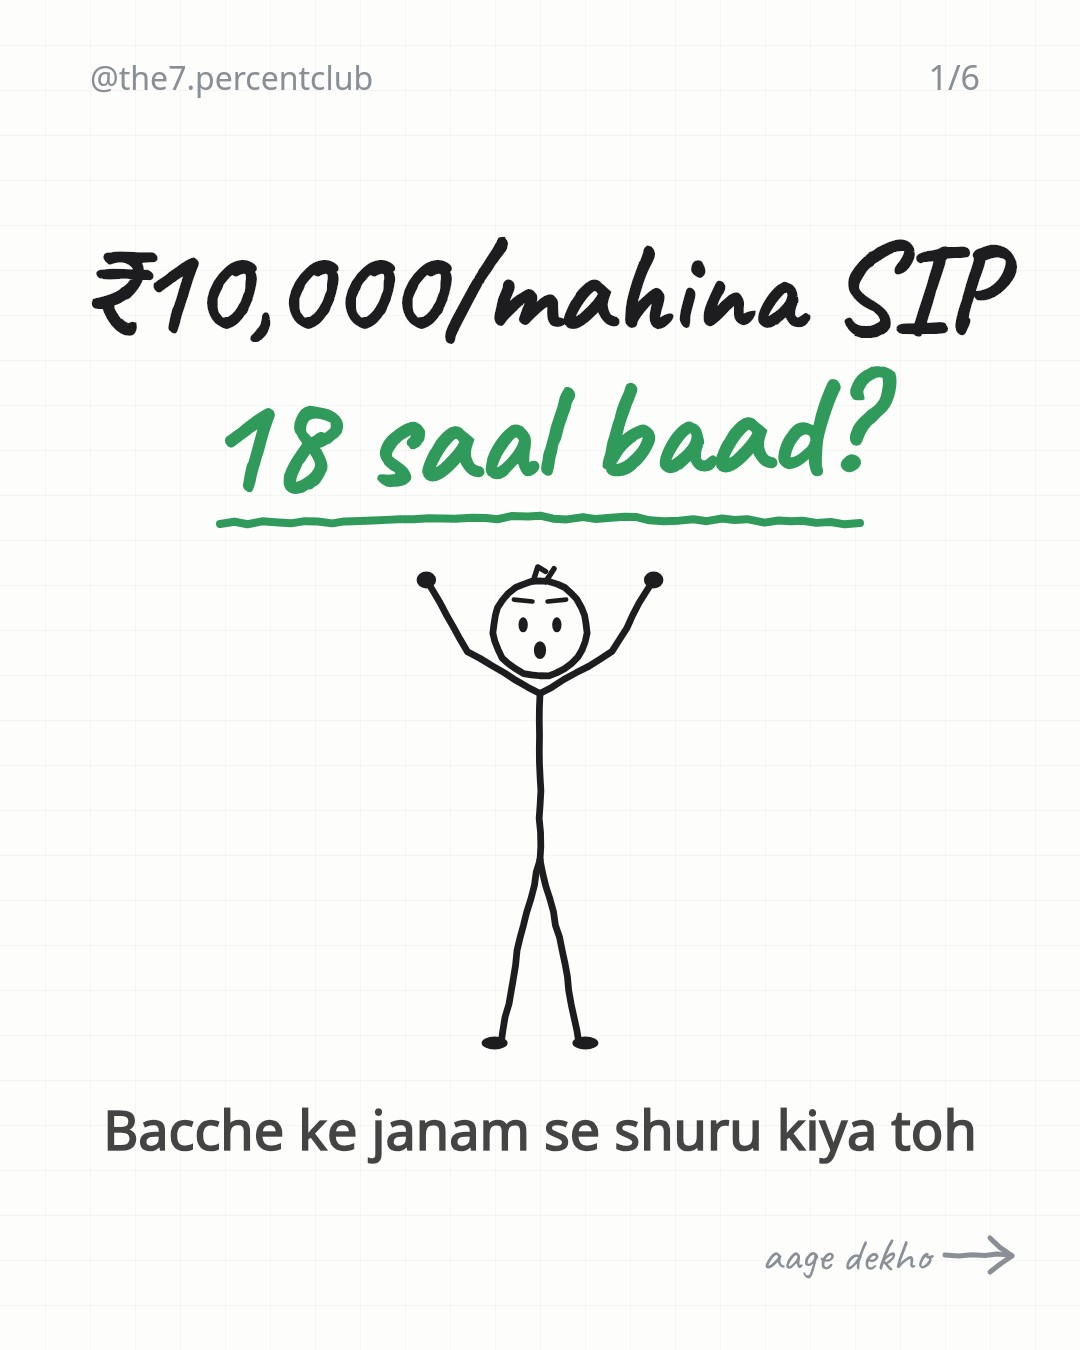 @the7.percentclub
1/6
₹10,000/mahina SIP
18 saal baad?
Bacche ke janam se shuru kiya toh
aage dekho